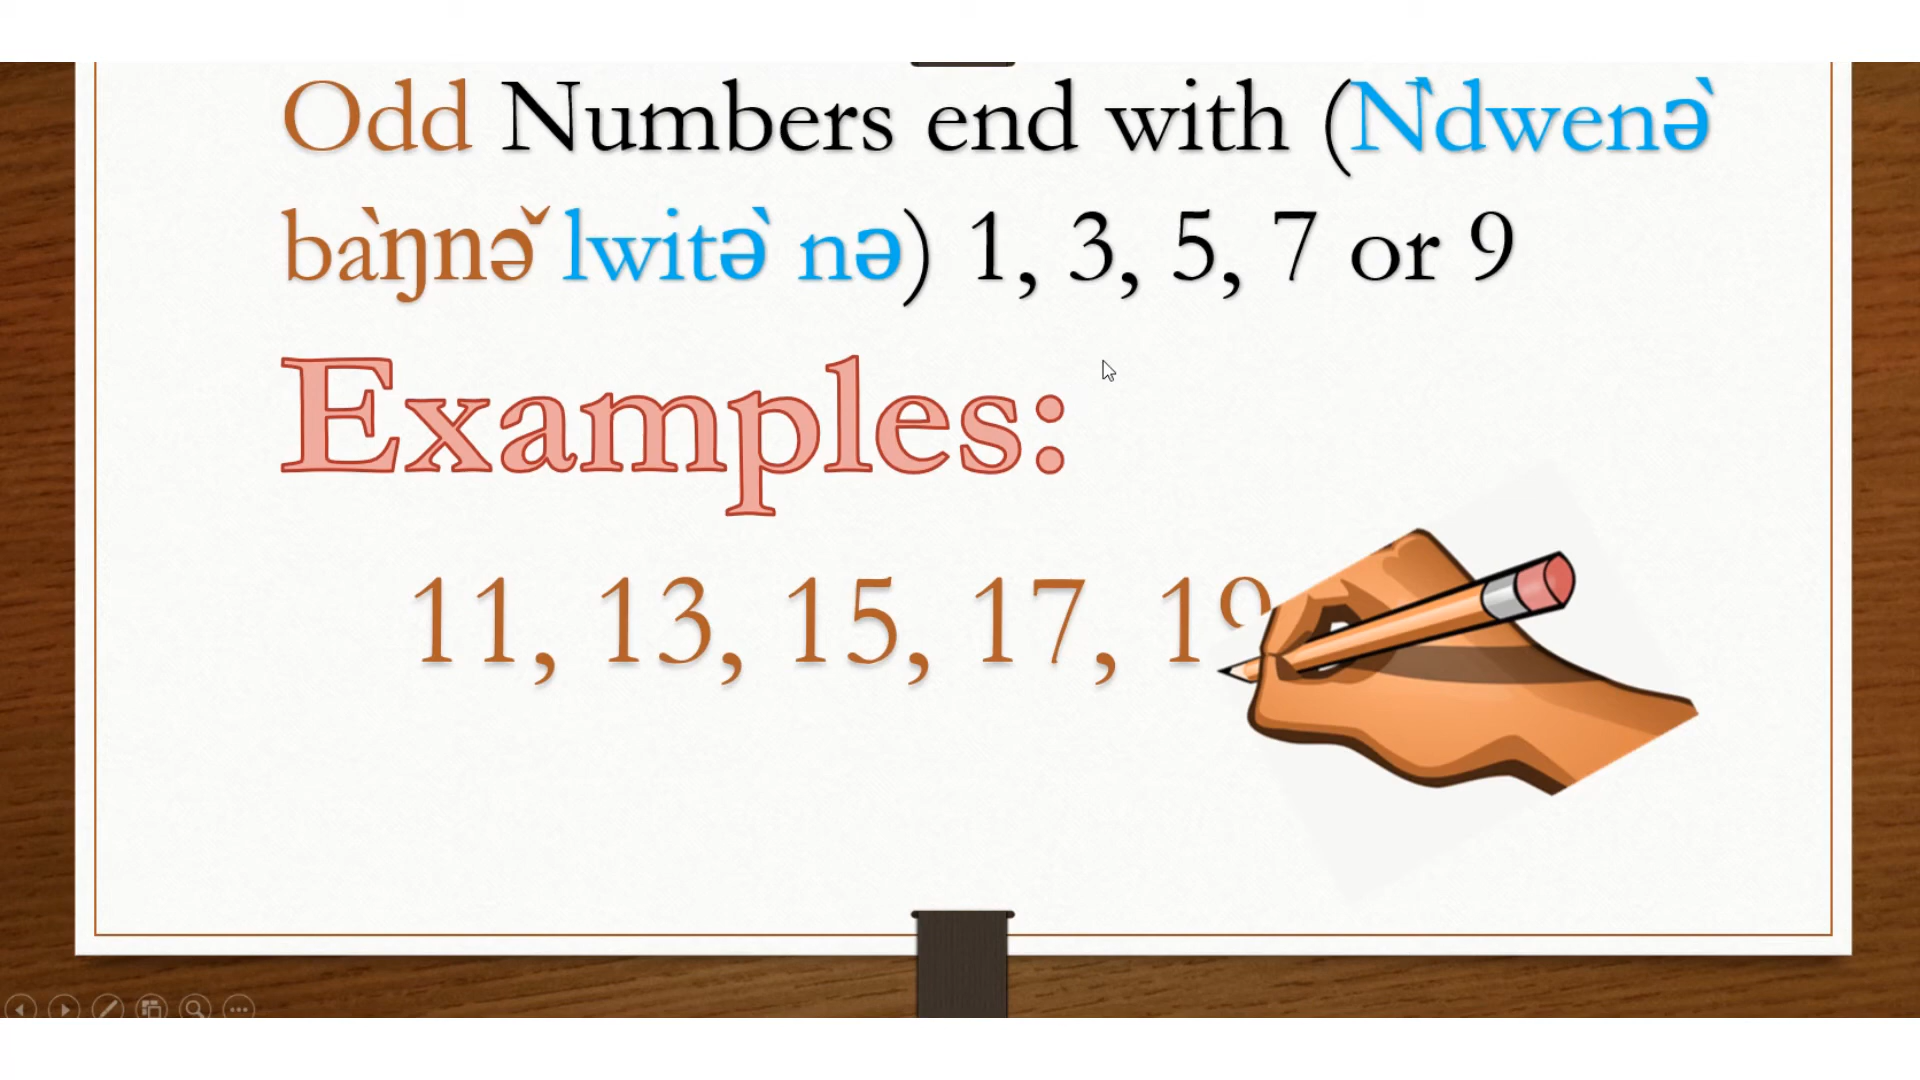 Odd Numbers end with (Ǹdwenə̀
bàŋnə̌ lwitə̀ nə) 1, 3, 5, 7 or 9
Examples:
11, 13, 15, 17, 19